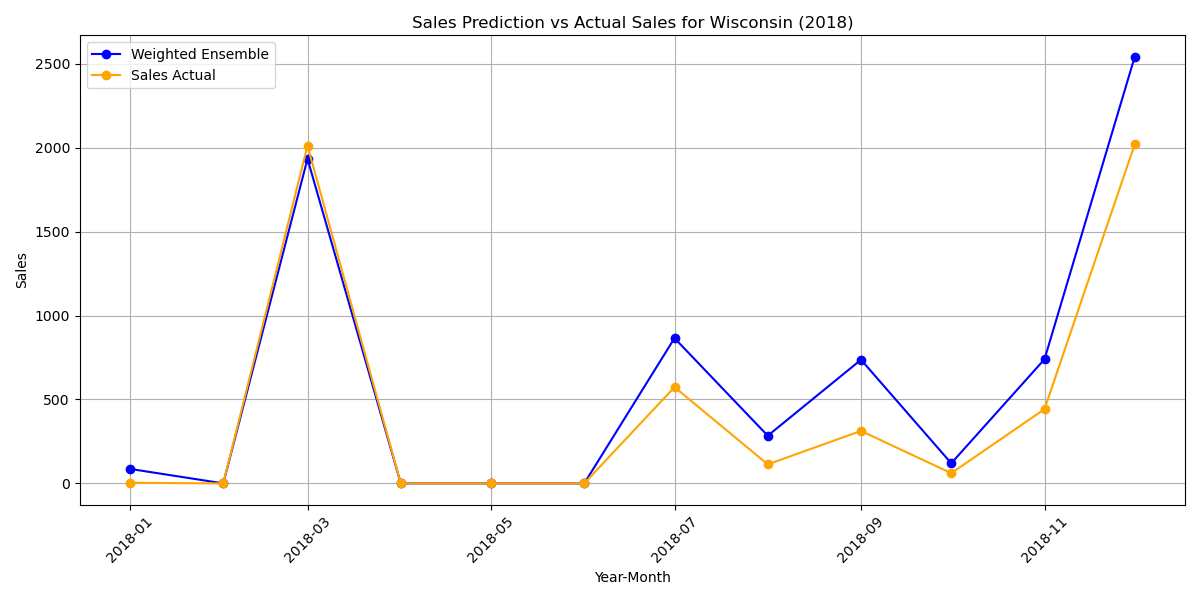 Sales Prediction vs Actual Sales for Wisconsin (2018)
Weighted Ensemble
Sales Actual
2500
2000
1500
1000
500
0
Sales
2018-01
2018-03
2018-05
2018-07
2018-09
2018-11
Year-Month